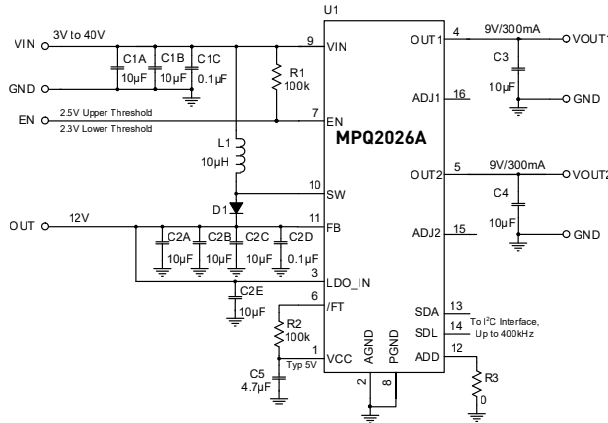 U1
VIN
3V to 40V
9
VIN
OUT1
4
9V/300mA
VOUT1
C1A
10µF
C1B
10µF
C1C
0.1µF
R1
100k
C3
10µF
GND
ADJ1
16
GND
EN
2.5V Upper Threshold
2.3V Lower Threshold
7
EN
MPQ2026A
L1
10µH
OUT2
5
9V/300mA
VOUT2
10
SW
C4
10µF
D1
OUT
12V
11
FB
ADJ2
15
GND
C2A
10µF
C2B
10µF
C2C
10µF
C2D
0.1µF
3
LDO_IN
C2E
10µF
6
/FT
SDA
13
To I²C Interface,
Up to 400kHz
SDL
14
R2
100k
1
VCC
Typ 5V
AGND
PGND
ADD
12
C5
4.7µF
2
8
R3
0